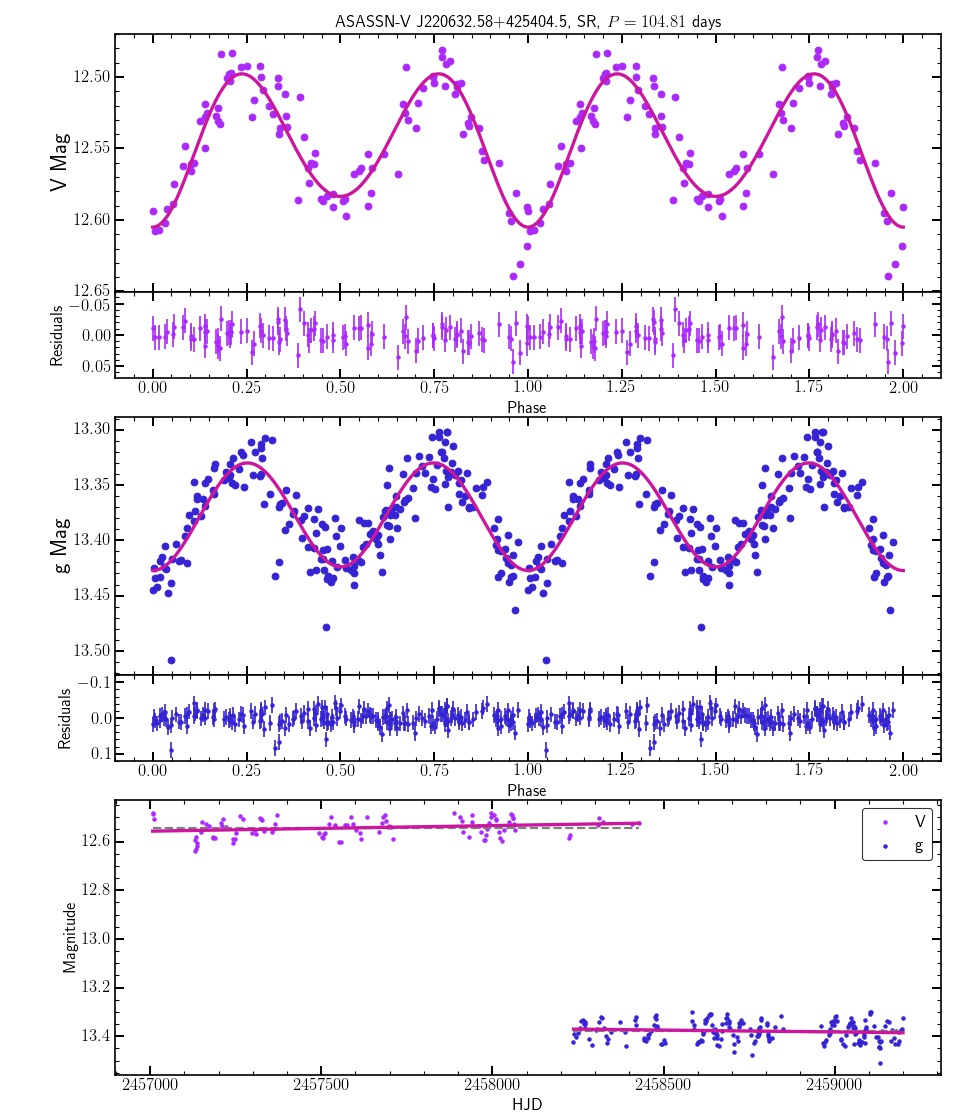 ASASSN-V J220632.58+425404.5, SR, P = 104.81 days
V Mag
12.50
12.55
12.60
12.65
Residuals
−0.05
0.00
0.05
0.00 0.25 0.50 0.75 1.00 1.25 1.50 1.75 2.00
Phase
g Mag
13.30
13.35
13.40
13.45
13.50
Residuals
−0.1
0.0
0.1
0.00 0.25 0.50 0.75 1.00 1.25 1.50 1.75 2.00
Phase
Magnitude
12.6
12.8
13.0
13.2
13.4
V
g
2457000 2457500 2458000 2458500 2459000
HJD